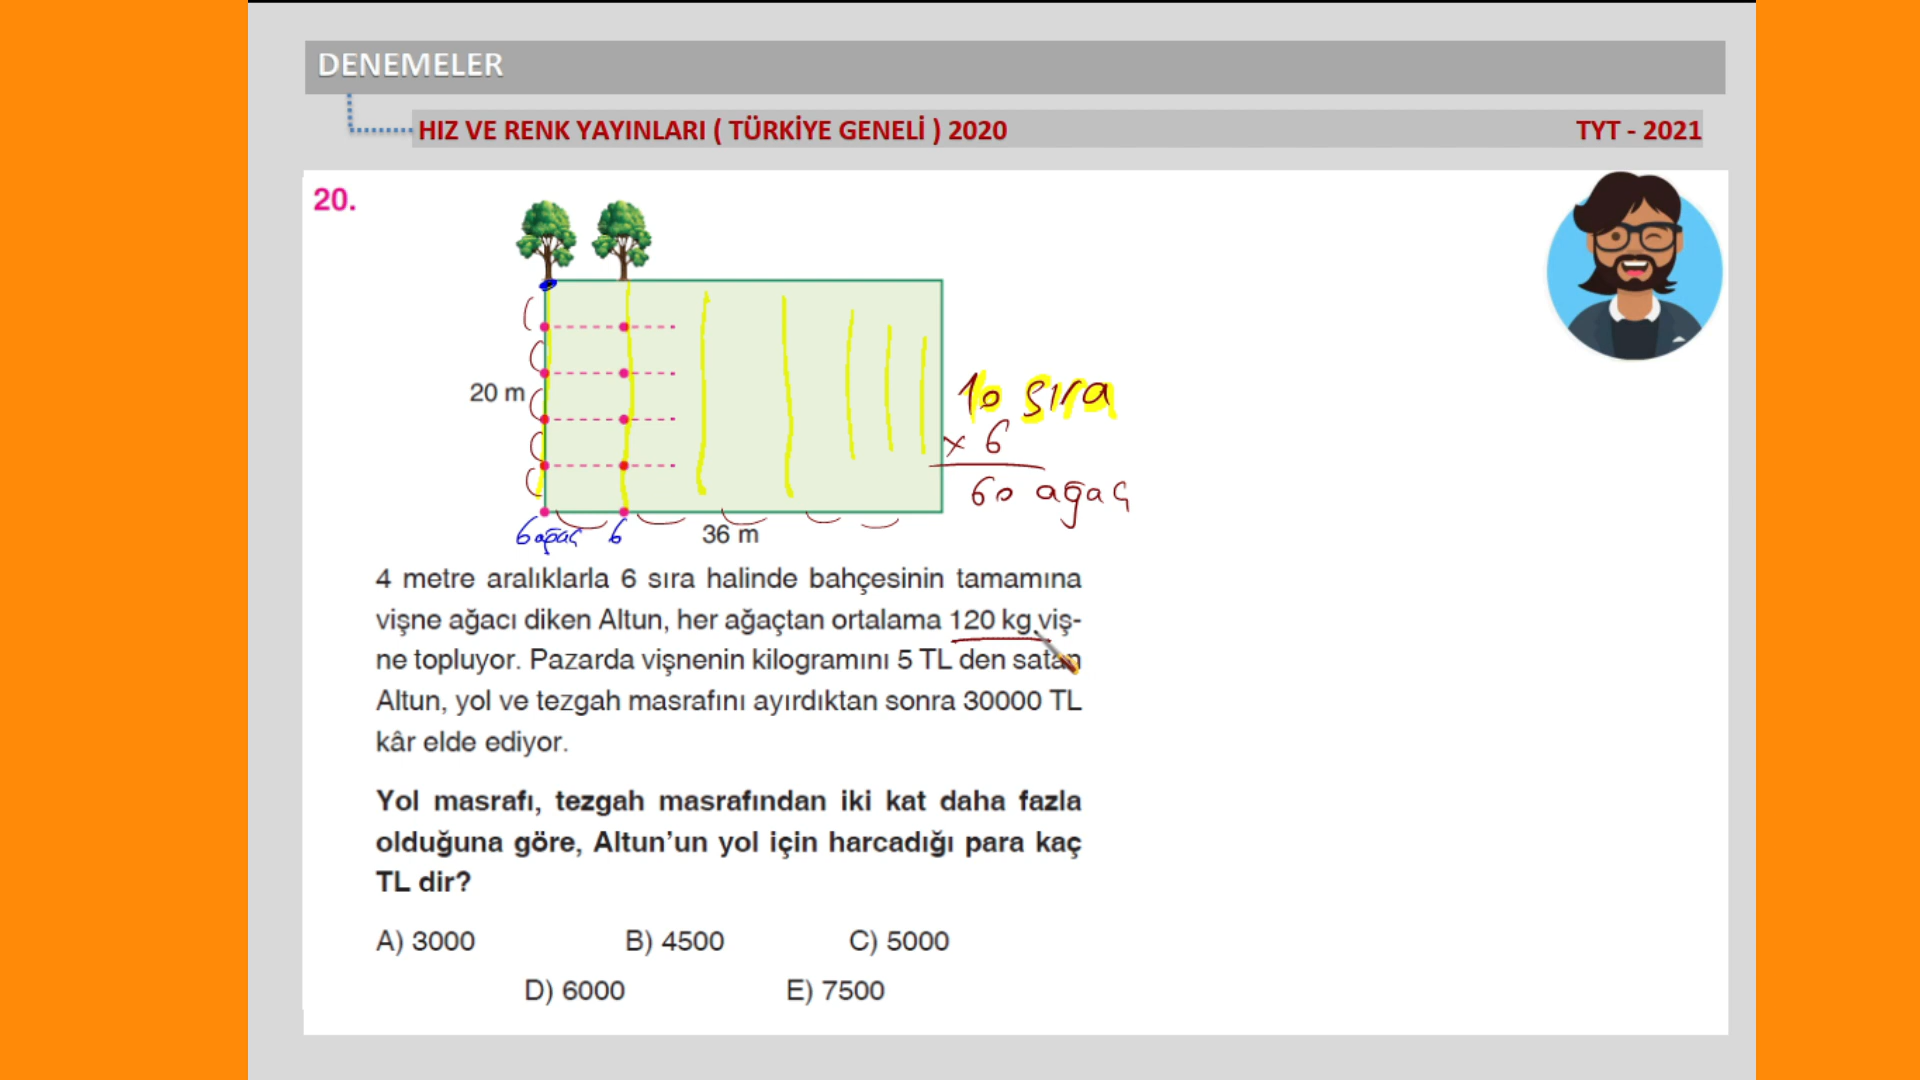 DENEMELER
HIZ VE RENK YAYINLARI ( TÜRKİYE GENELİ ) 2020 TYT - 2021
20.
20 m
10 sıra
x 6
60 ağaç
6 ağaç 6
36 m
4 metre aralıklarla 6 sıra halinde bahçesinin tamamına
vişne ağacı diken Altun, her ağaçtan ortalama 120 kg viş-
ne topluyor. Pazarda vişnenin kilogramını 5 TL den satan
Altun, yol ve tezgah masrafını ayırdıktan sonra 30000 TL
kâr elde ediyor.
Yol masrafı, tezgah masrafından iki kat daha fazla
olduğuna göre, Altun'un yol için harcadığı para kaç
TL dir?
A) 3000 B) 4500 C) 5000
D) 6000 E) 7500